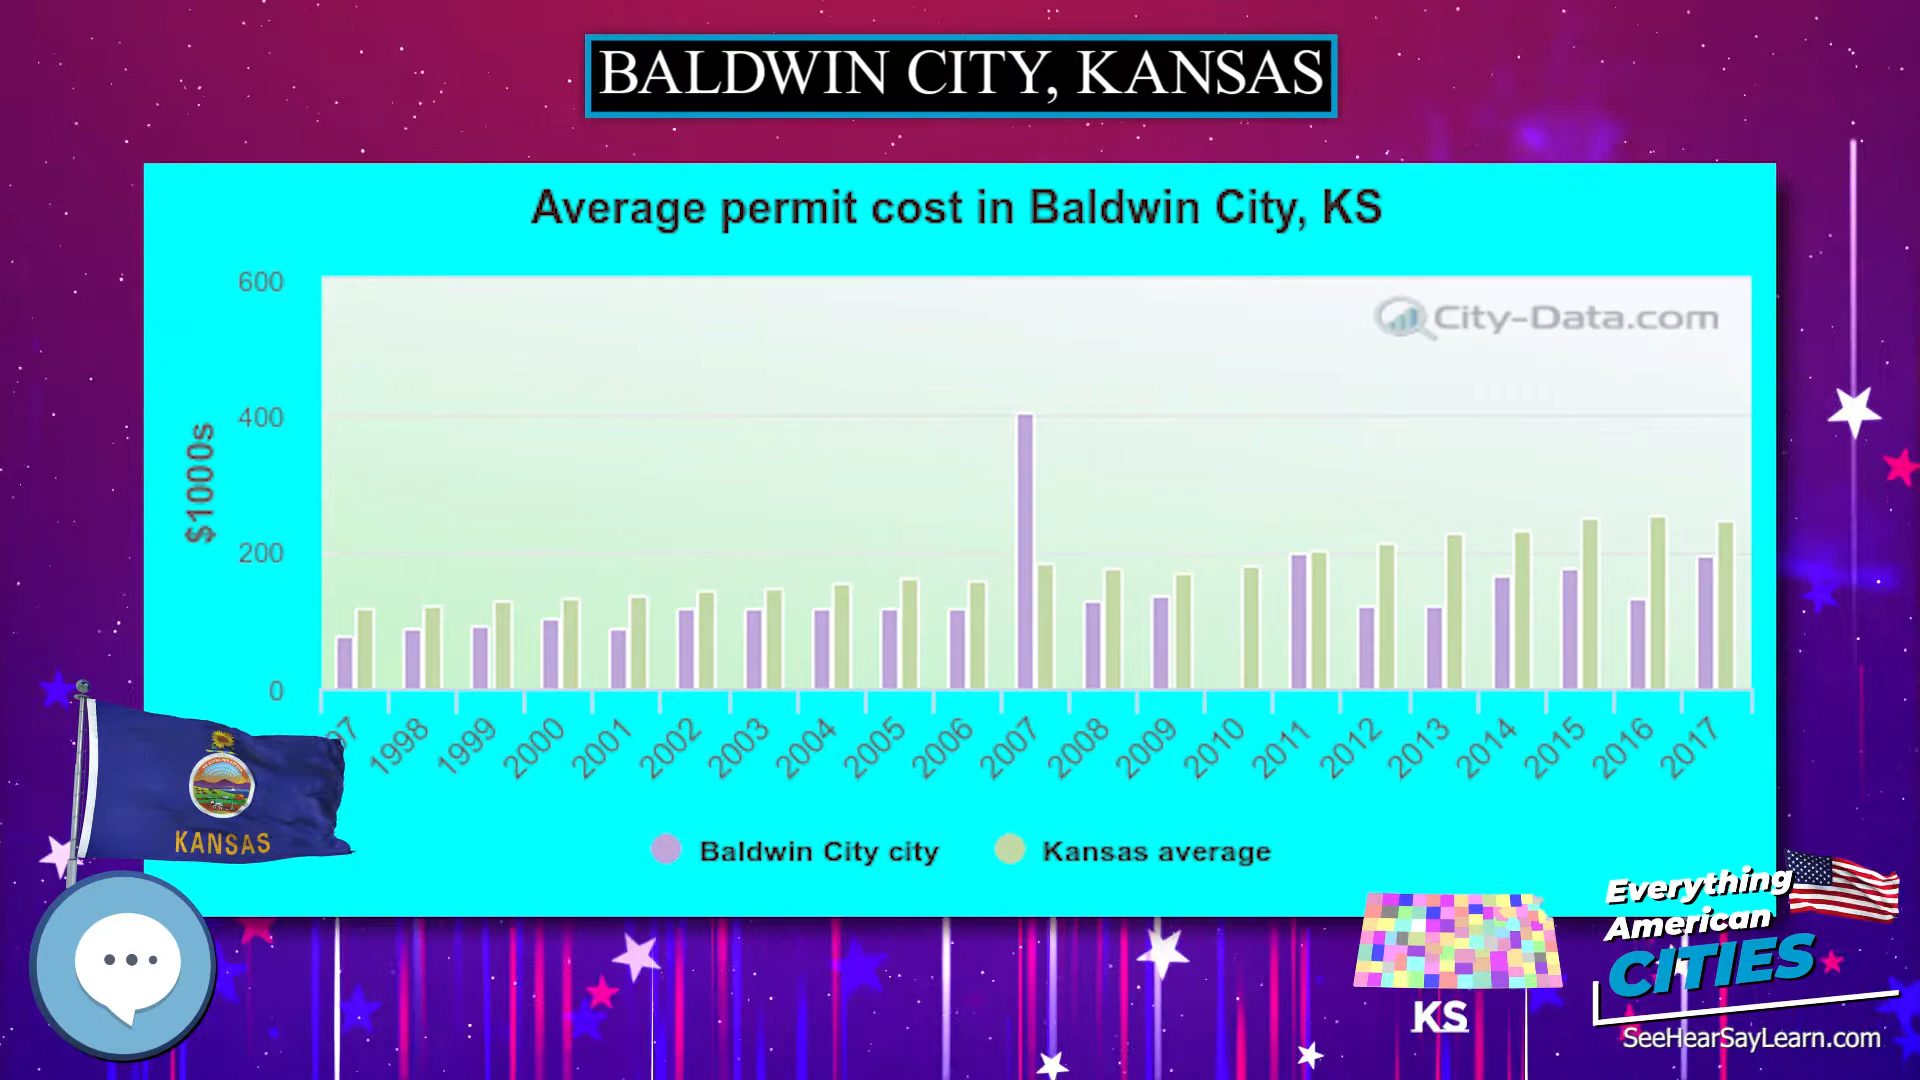 BALDWIN CITY, KANSAS
Average permit cost in Baldwin City, KS
City-Data.com
$1000s
600
400
200
0
97
1998
1999
2000
2001
2002
2003
2004
2005
2006
2007
2008
2009
2010
2011
2012
2013
2014
2015
2016
2017
Baldwin City city
Kansas average
KANSAS
KS
Everything
American
CITIES
SeeHearSayLearn.com